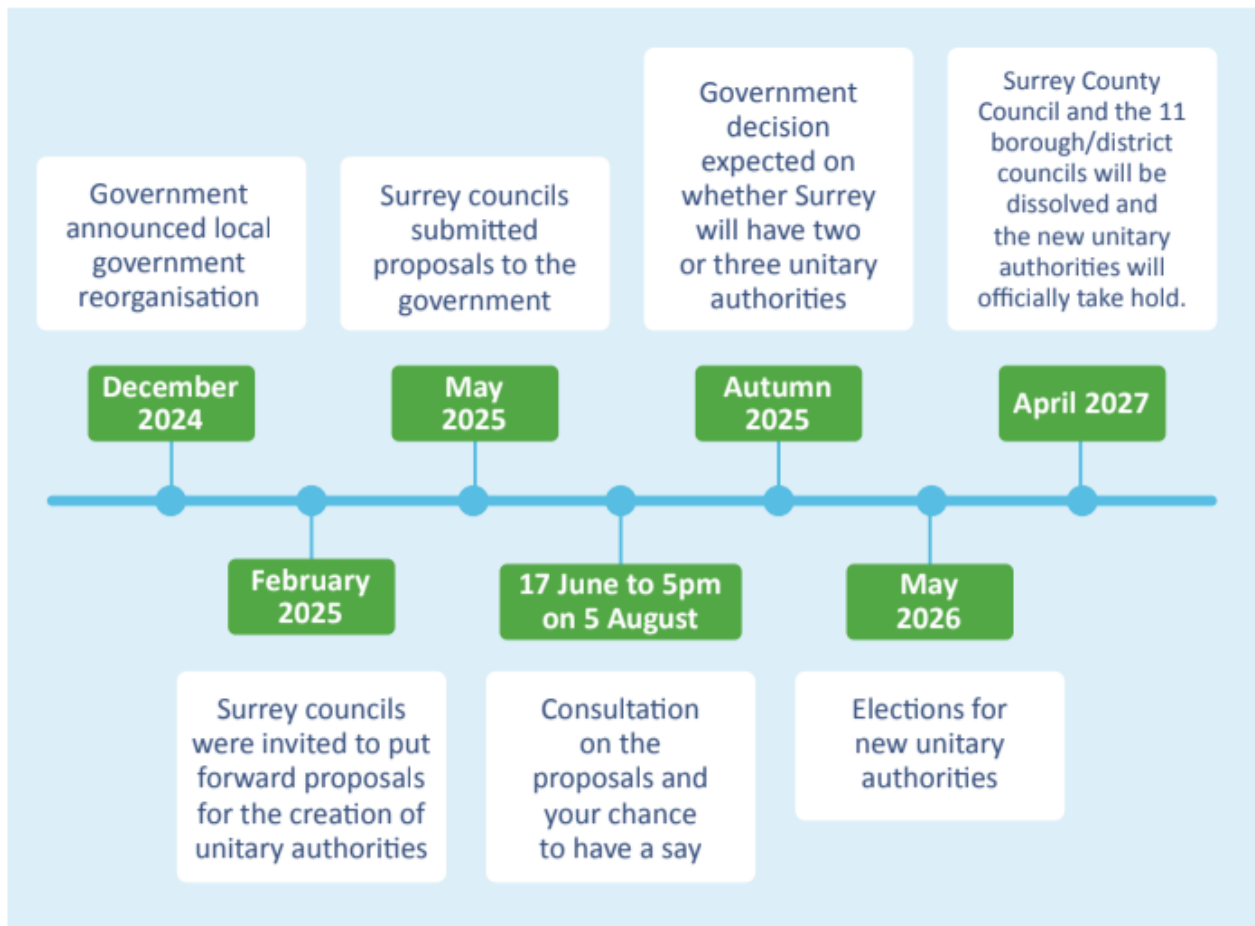 Government
announced local
government
reorganisation
December
2024
February
2025
Surrey councils
were invited to put
forward proposals
for the creation of
unitary authorities
Surrey councils
submitted
proposals to the
government
May
2025
17 June to 5pm
on 5 August
Consultation
on the
proposals and
your chance
to have a say
Government
decision
expected on
whether Surrey
will have two
or three unitary
authorities
Autumn
2025
May
2026
Elections for
new unitary
authorities
Surrey County
Council and the 11
borough/district
councils will be
dissolved and
the new unitary
authorities will
officially take hold.
April 2027